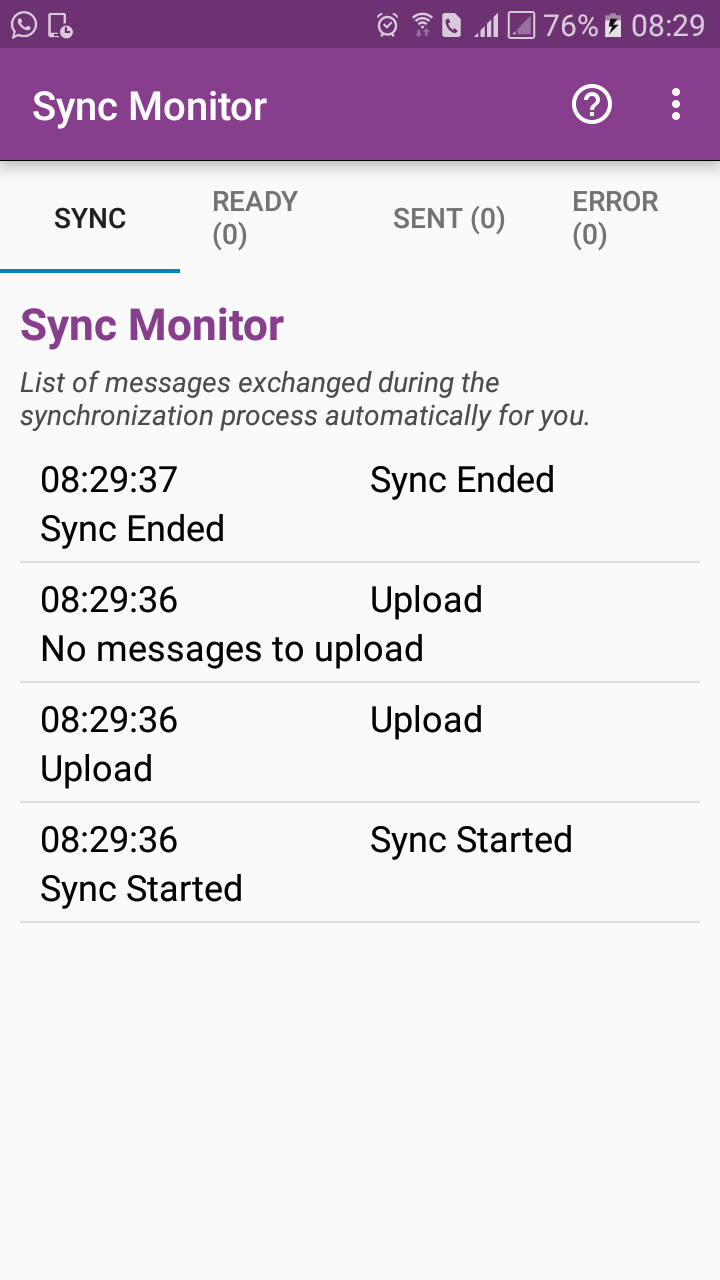 76% 08:29
Sync Monitor
SYNC
READY
(0)
SENT (0)
ERROR
(0)
Sync Monitor
List of messages exchanged during the
synchronization process automatically for you.
08:29:37 Sync Ended
Sync Ended
08:29:36 Upload
No messages to upload
08:29:36 Upload
Upload
08:29:36 Sync Started
Sync Started